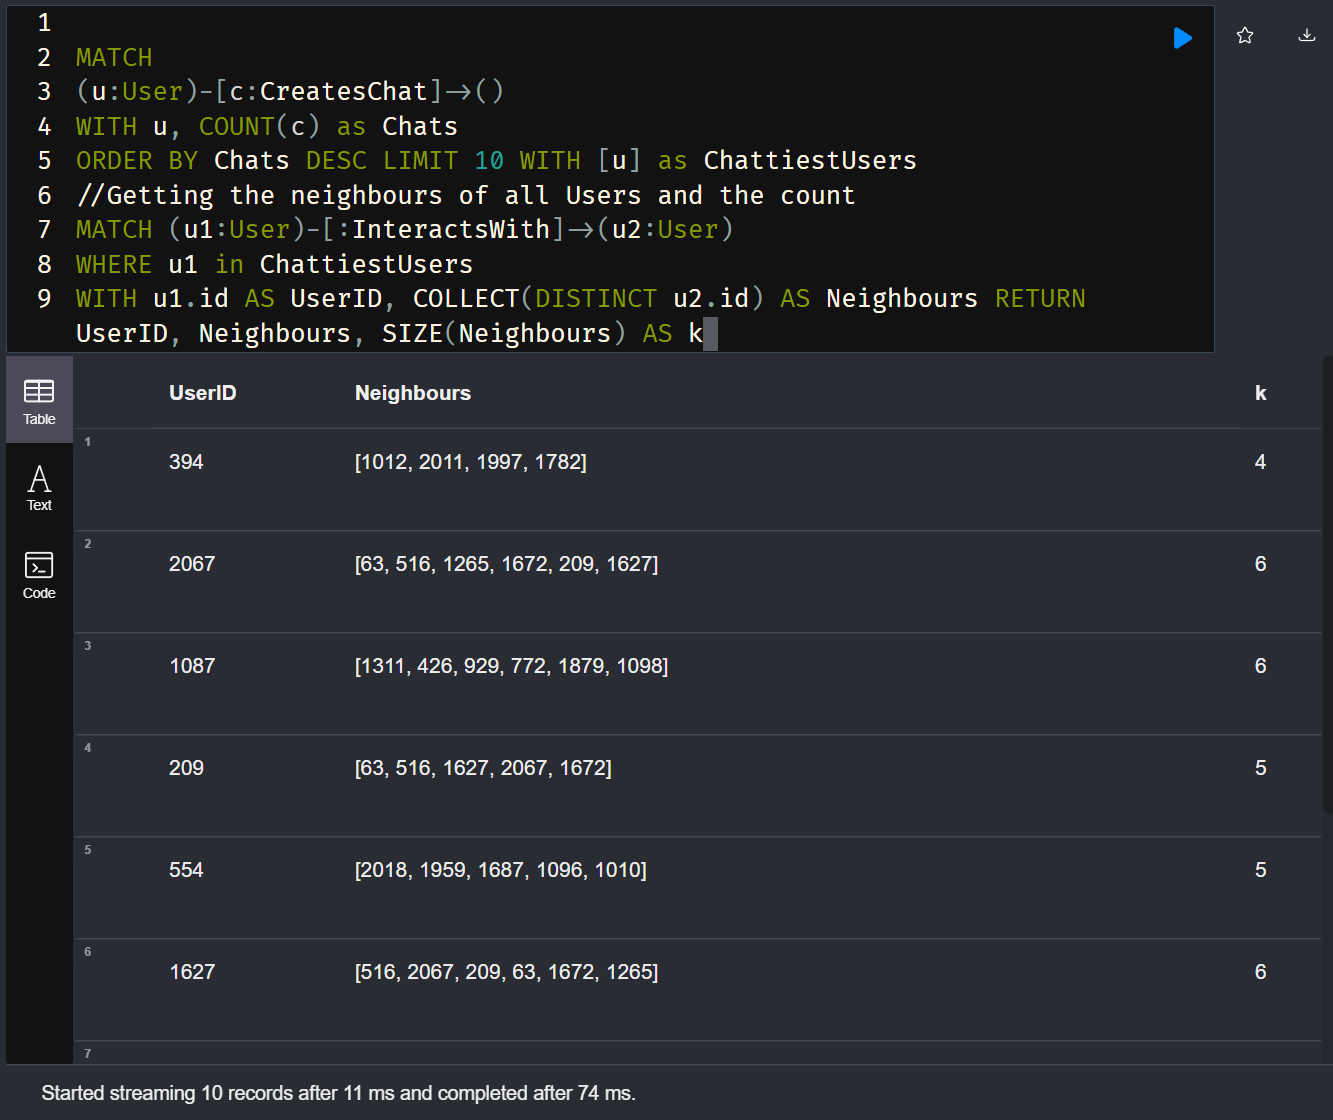 1
2 MATCH
3 (u:User)-[c:CreatesChat]->()
4 WITH u, COUNT(c) as Chats
5 ORDER BY Chats DESC LIMIT 10 WITH [u] as ChattiestUsers
6 //Getting the neighbours of all Users and the count
7 MATCH (u1:User)-[:InteractsWith]->(u2:User)
8 WHERE u1 in ChattiestUsers
9 WITH u1.id AS UserID, COLLECT(DISTINCT u2.id) AS Neighbours RETURN
UserID, Neighbours, SIZE(Neighbours) AS k
Table
Text
Code
UserID Neighbours k
1
394 [1012, 2011, 1997, 1782] 4
2
2067 [63, 516, 1265, 1672, 209, 1627] 6
3
1087 [1311, 426, 929, 772, 1879, 1098] 6
4
209 [63, 516, 1627, 2067, 1672] 5
5
554 [2018, 1959, 1687, 1096, 1010] 5
6
1627 [516, 2067, 209, 63, 1672, 1265] 6
7
Started streaming 10 records after 11 ms and completed after 74 ms.